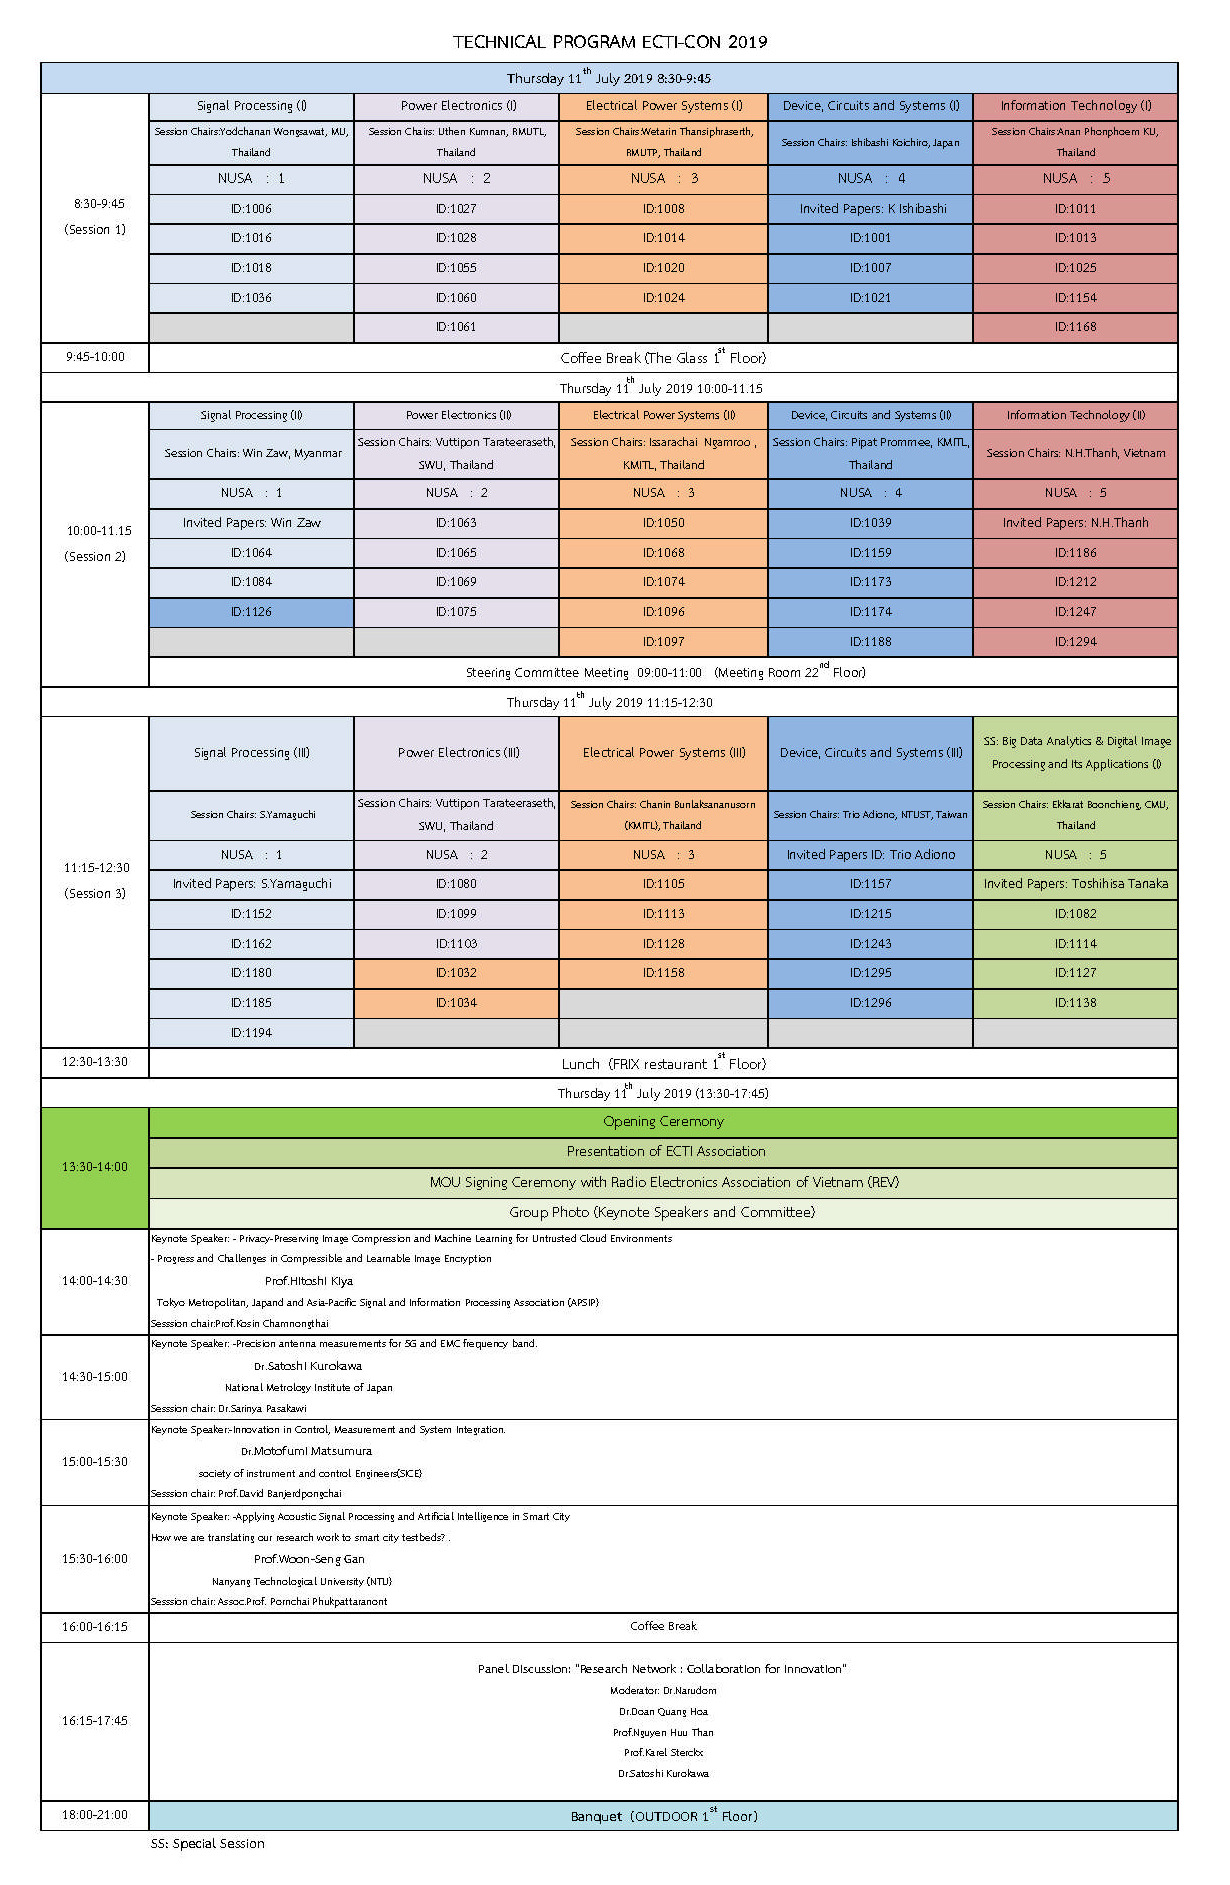 TECHNICAL PROGRAM ECTI-CON 2019
Thursday 11th July 2019 8:30-9:45
8:30-9:45
(Session 1)
Signal Processing (I)
Power Electronics (I)
Electrical Power Systems (I)
Device, Circuits and Systems (I)
Information Technology (I)
Session Chairs:Yodchanan Wongsawat, MU,
Thailand
Session Chairs: Uthen Kumnan, RMUTL,
Thailand
Session Chairs:Wetarin Thansiphraserth,
RMUTP, Thailand
Session Chairs: Ishibashi Koichiro, Japan
Session Chairs:Anan Phonphoem KU,
Thailand
NUSA : 1
NUSA : 2
NUSA : 3
NUSA : 4
NUSA : 5
ID:1006
ID:1027
ID:1008
Invited Papers: K Ishibashi
ID:1011
ID:1016
ID:1028
ID:1014
ID:1001
ID:1013
ID:1018
ID:1055
ID:1020
ID:1007
ID:1025
ID:1036
ID:1060
ID:1024
ID:1021
ID:1154
ID:1061
ID:1168
9:45-10:00
Coffee Break (The Glass 1st Floor)
Thursday 11th July 2019 10:00-11.15
10:00-11.15
(Session 2)
Signal Processing (II)
Power Electronics (II)
Electrical Power Systems (II)
Device, Circuits and Systems (II)
Information Technology (II)
Session Chairs: Win Zaw, Myanmar
Session Chairs: Vuttipon Tarateeraseth,
SWU, Thailand
Session Chairs: Issarachai Ngamroo ,
KMITL, Thailand
Session Chairs: Pipat Prommee, KMITL,
Thailand
Session Chairs: N.H.Thanh, Vietnam
NUSA : 1
NUSA : 2
NUSA : 3
NUSA : 4
NUSA : 5
Invited Papers: Win Zaw
ID:1063
ID:1050
ID:1039
Invited Papers: N.H.Thanh
ID:1064
ID:1065
ID:1068
ID:1159
ID:1186
ID:1084
ID:1069
ID:1074
ID:1173
ID:1212
ID:1126
ID:1075
ID:1096
ID:1174
ID:1247
ID:1097
ID:1188
ID:1294
Steering Committee Meeting 09:00-11:00 (Meeting Room 22nd Floor)
Thursday 11th July 2019 11:15-12:30
11:15-12:30
(Session 3)
Signal Processing (III)
Power Electronics (III)
Electrical Power Systems (III)
Device, Circuits and Systems (III)
SS: Big Data Analytics & Digital Image
Processing and Its Applications (I)
Session Chairs: S.Yamaguchi
Session Chairs: Vuttipon Tarateeraseth,
SWU, Thailand
Session Chairs: Chanin Bunlaksananusorn
(KMITL), Thailand
Session Chairs: Trio Adiono, NTUST, Taiwan
Session Chairs: Ekkarat Boonchieng, CMU,
Thailand
NUSA : 1
NUSA : 2
NUSA : 3
Invited Papers ID: Trio Adiono
NUSA : 5
Invited Papers: S.Yamaguchi
ID:1080
ID:1105
ID:1157
Invited Papers: Toshihisa Tanaka
ID:1152
ID:1099
ID:1113
ID:1215
ID:1082
ID:1162
ID:1103
ID:1128
ID:1243
ID:1114
ID:1180
ID:1032
ID:1158
ID:1295
ID:1127
ID:1185
ID:1034
ID:1296
ID:1138
ID:1194
12:30-13:30
Lunch (FRIX restaurant 1st Floor)
Thursday 11th July 2019 (13:30-17:45)
13:30-14:00
Opening Ceremony
Presentation of ECTI Association
MOU Signing Ceremony with Radio Electronics Association of Vietnam (REV)
Group Photo (Keynote Speakers and Committee)
14:00-14:30
Keynote Speaker: - Privacy-Preserving Image Compression and Machine Learning for Untrusted Cloud Environments
- Progress and Challenges in Compressible and Learnable Image Encryption
Prof.Hitoshi Kiya
Tokyo Metropolitan, Japand and Asia-Pacific Signal and Information Processing Association (APSIP)
Sesssion chair:Prof.Kosin Chamnongthai
14:30-15:00
Keynote Speaker: -Precision antenna measurements for 5G and EMC frequency band.
Dr.Satoshi Kurokawa
National Metrology Institute of Japan
Sesssion chair: Dr.Sarinya Pasakawi
15:00-15:30
Keynote Speaker:-Innovation in Control, Measurement and System Integration.
Dr.Motofumi Matsumura
society of instrument and control Engineers(SICE)
Sesssion chair: Prof.David Banjerdpongchai
15:30-16:00
Keynote Speaker: -Applying Acoustic Signal Processing and Artificial Intelligence in Smart City
How we are translating our research work to smart city testbeds? .
Prof.Woon-Seng Gan
Nanyang Technological University (NTU)
Sesssion chair: Assoc.Prof. Pornchai Phukpattaranont
16:00-16:15
Coffee Break
16:15-17:45
Panel Discussion: "Research Network : Collaboration for Innovation"
Moderator: Dr.Narudom
Dr.Doan Quang Hoa
Prof.Nguyen Huu Than
Prof.Karel Sterckx
Dr.Satoshi Kurokawa
18:00-21:00
Banquet (OUTDOOR 1st Floor)
SS: Special Session